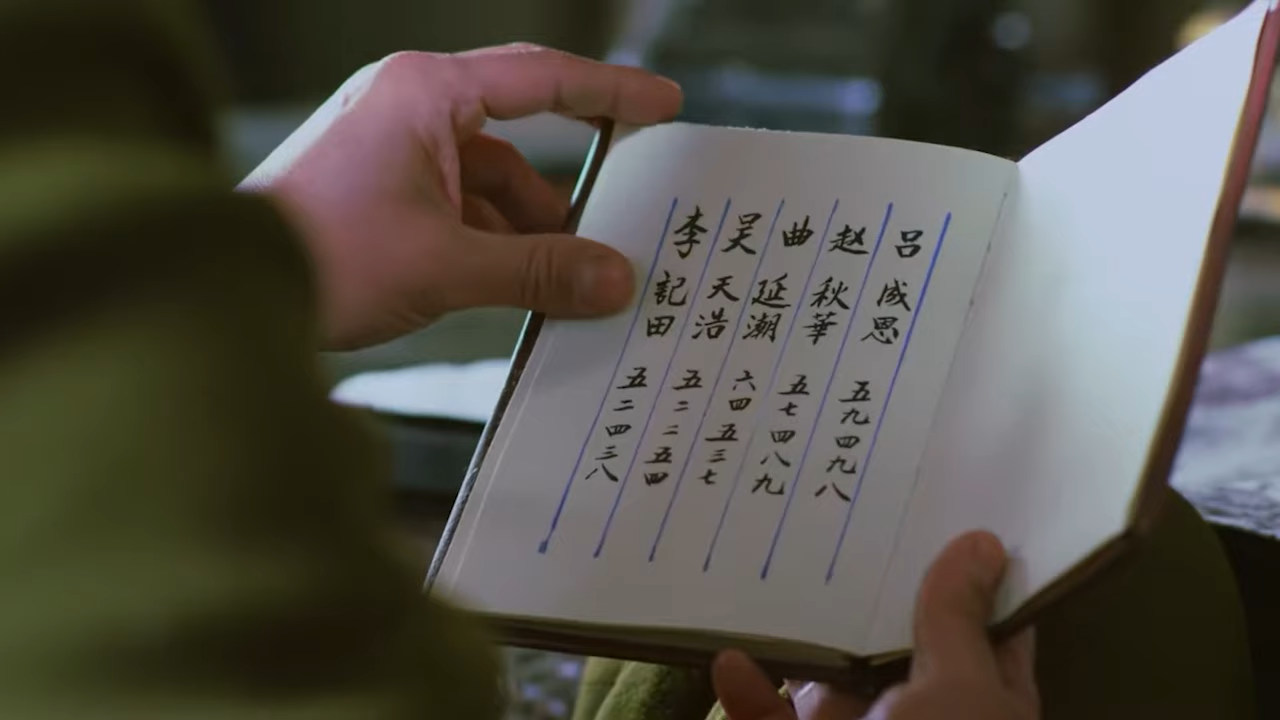 吕成恩 五九四九八
赵秋華 五七四八九
曲延潮 六四五三七
吴天浩 五二二五四
李記田 五二四三八